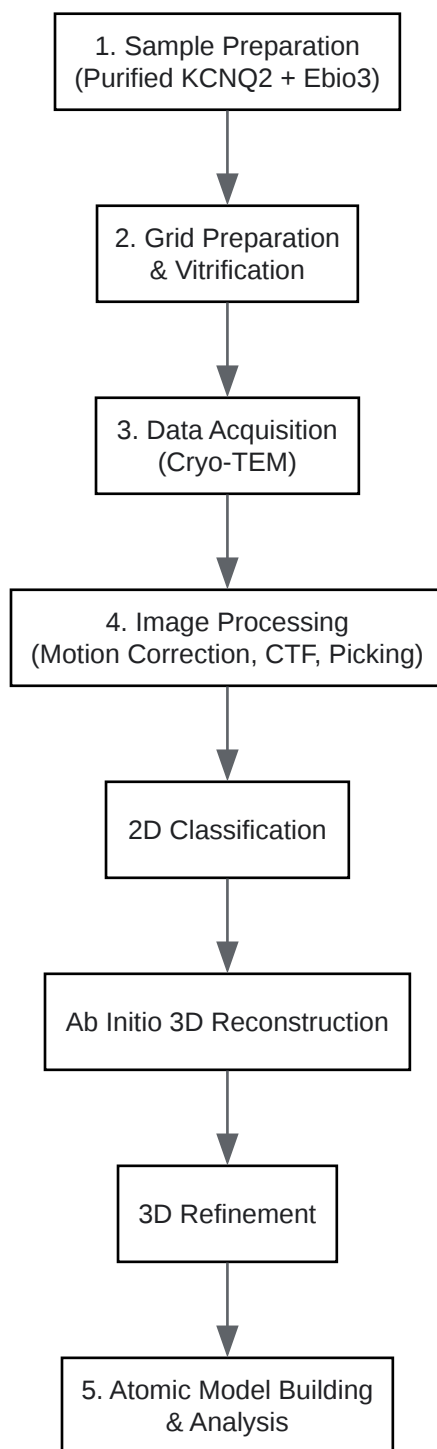 1. Sample Preparation
(Purified KCNQ2 + Ebio3)
2. Grid Preparation
& Vitrification
3. Data Acquisition
(Cryo-TEM)
4. Image Processing
(Motion Correction, CTF, Picking)
2D Classification
Ab Initio 3D Reconstruction
3D Refinement
5. Atomic Model Building
& Analysis